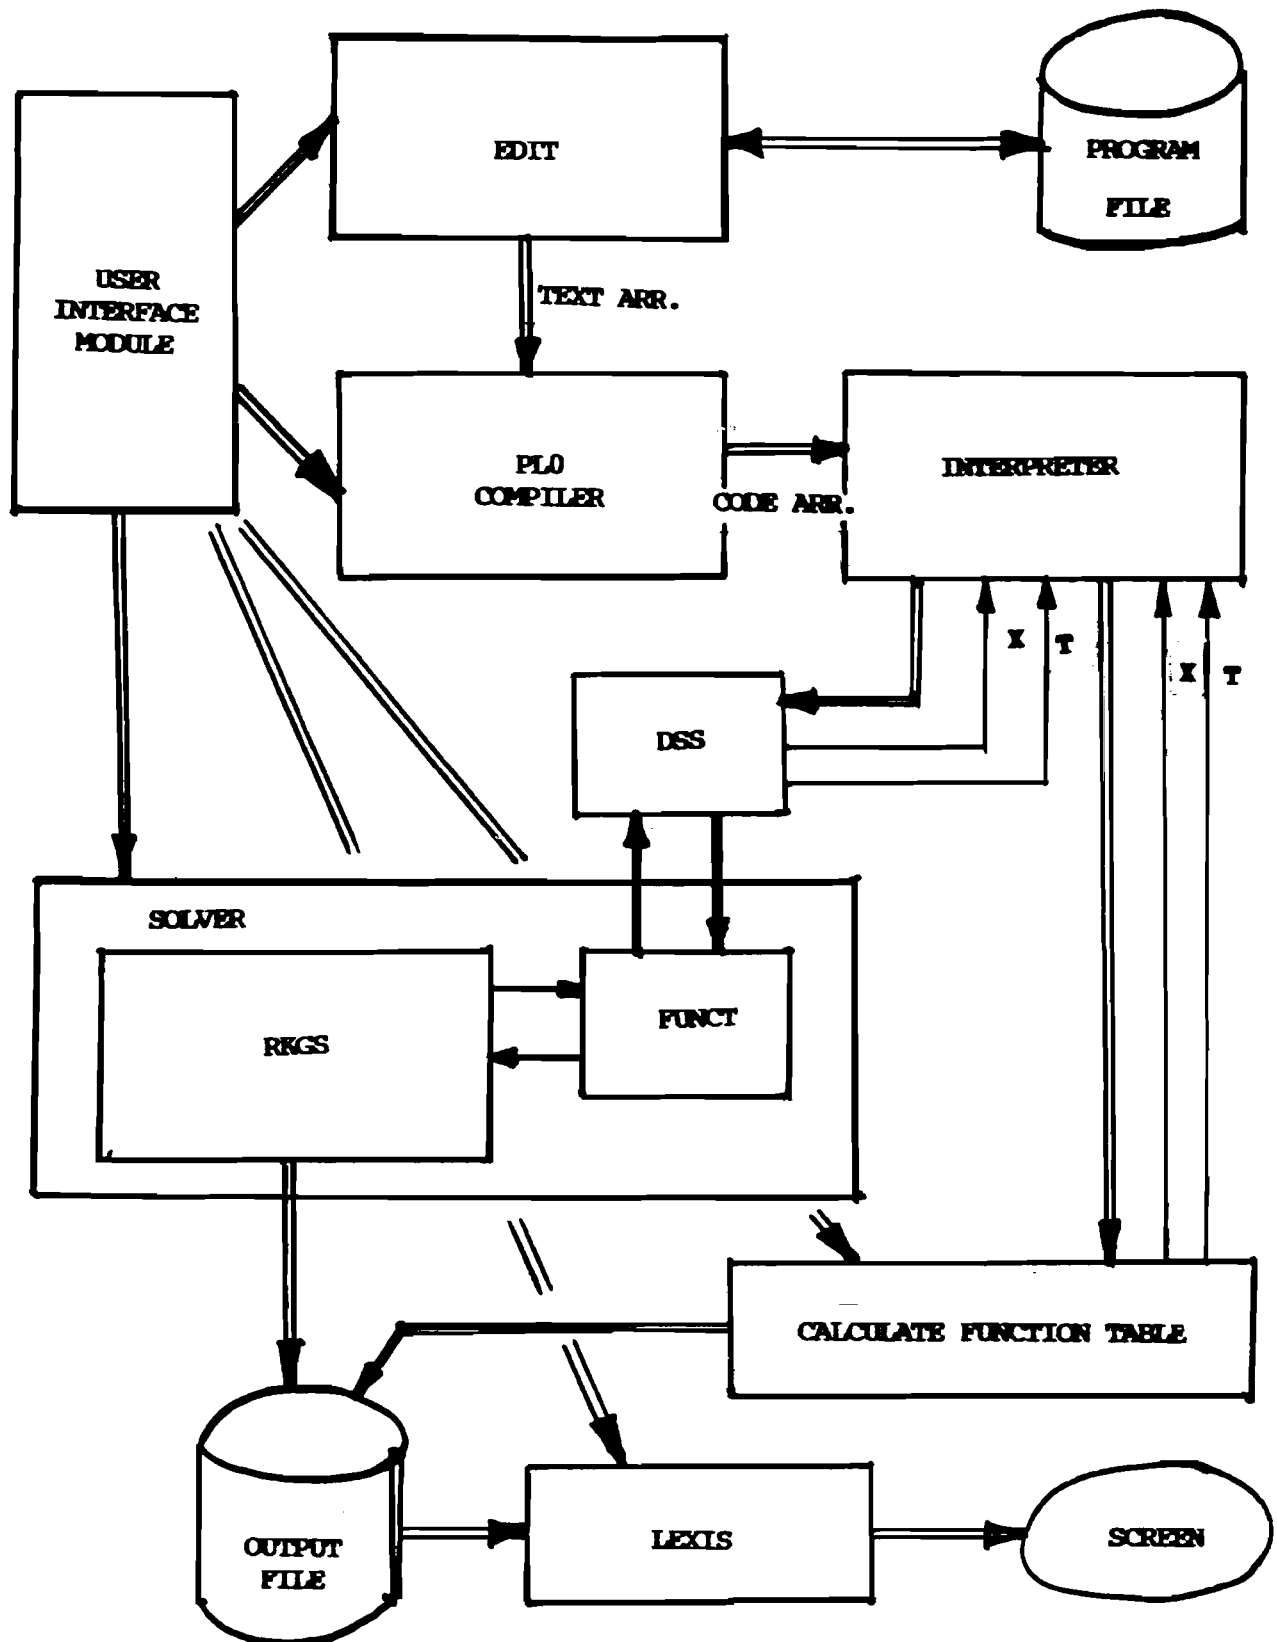 EDIT
PROGRAM
FILE
USER
INTERFACE
MODULE
TEXT ARR.
PL0
COMPILER
CODE ARR.
INTERPRETER
X T
X T
DSS
SOLVER
RKGS
FUNCT
CALCULATE FUNCTION TABLE
OUTPUT
FILE
LEXIS
SCREEN